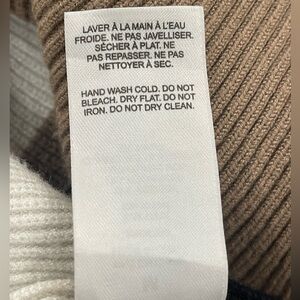 LAVER À LA MAIN À L'EAU
FROIDE. NE PAS JAVELLISER.
SÉCHER À PLAT. NE
PAS REPASSER. NE PAS
NETTOYER À SEC.
HAND WASH COLD. DO NOT
BLEACH. DRY FLAT. DO NOT
IRON. DO NOT DRY CLEAN.